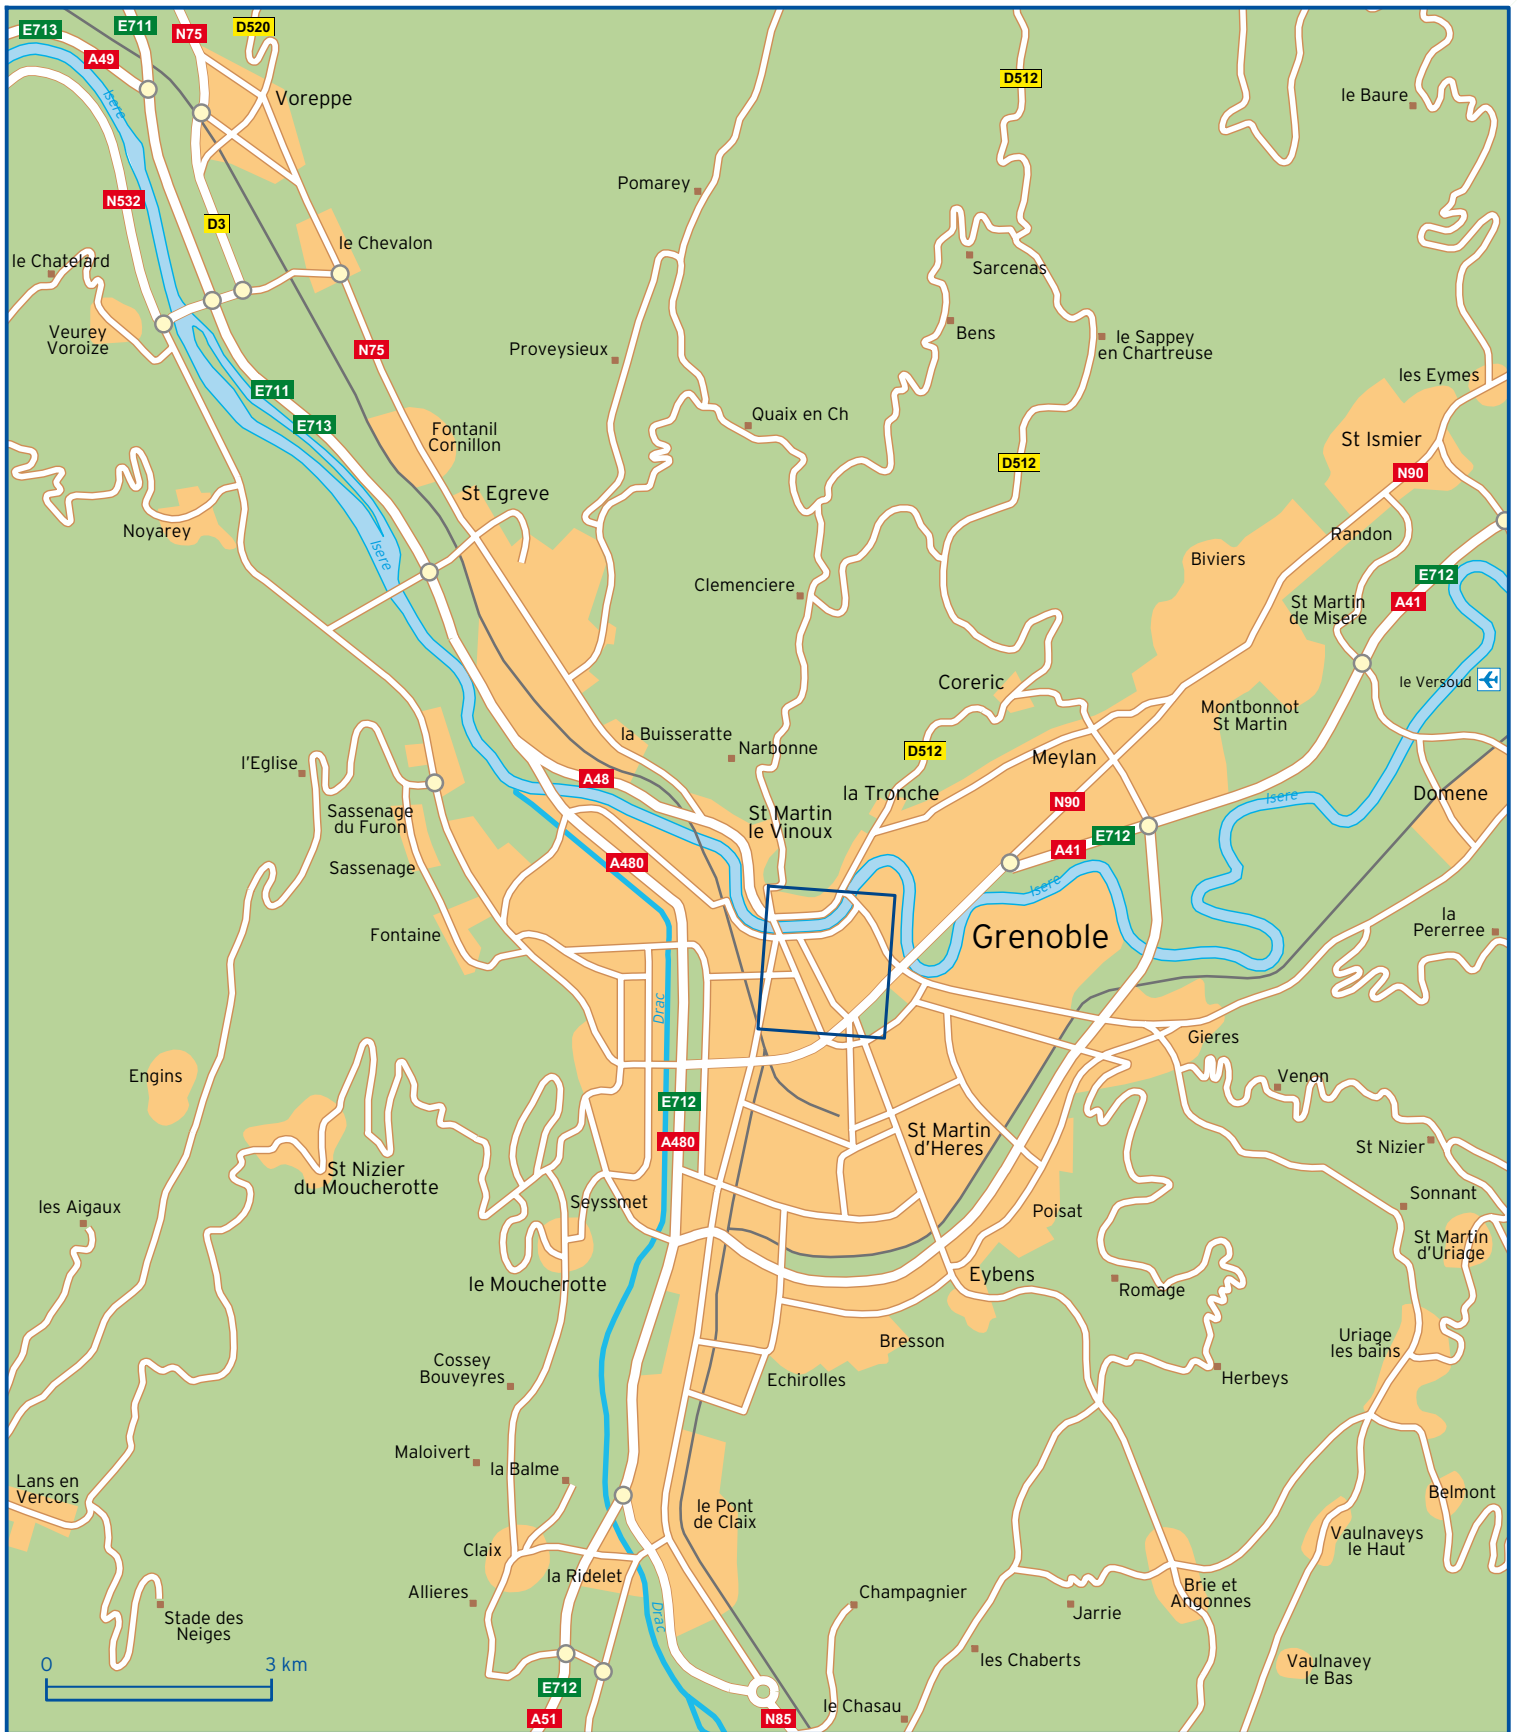 E713
E711
N75
D520
A49
Isere
Voreppe
D512
le Baure
N532
D3
Pomarey
le Chevalon
le Chatelard
Sarcenas
Veurey
Voroize
N75
Proveysieux
Bens
le Sappey
en Chartreuse
E711
E713
les Eymes
Fontanil
Cornillon
Quaix en Ch
St Ismier
D512
N90
St Egreve
Noyarey
Isere
Randon
Biviers
E712
Clemenciere
St Martin
de Misere
A41
Coreric
le Versoud
Montbonnot
St Martin
la Buisseratte
Narbonne
D512
Meylan
l'Eglise
A48
la Tronche
N90
Isere
Domene
Sassenage
du Furon
St Martin
le Vinoux
E712
A41
Sassenage
A480
Isere
Fontaine
Grenoble
la
Pererree
Drac
Gieres
Engins
Venon
E712
A480
St Martin
d'Heres
St Nizier
St Nizier
du Moucherotte
Seyssmet
Sonnant
les Aigaux
Poisat
St Martin
d'Uriage
le Moucherotte
Eybens
Romage
Bresson
Uriage
les bains
Cossey
Bouveyres
Echirolles
Herbeys
Maloivert
la Balme
Lans en
Vercors
le Pont
de Claix
Belmont
Claix
Vaulnaveys
le Haut
la Ridelet
Allieres
Champagnier
Brie et
Angonnes
Jarrie
Drac
Stade des
Neiges
les Chaberts
Vaulnavey
le Bas
0
3 km
E712
le Chasau
A51
N85